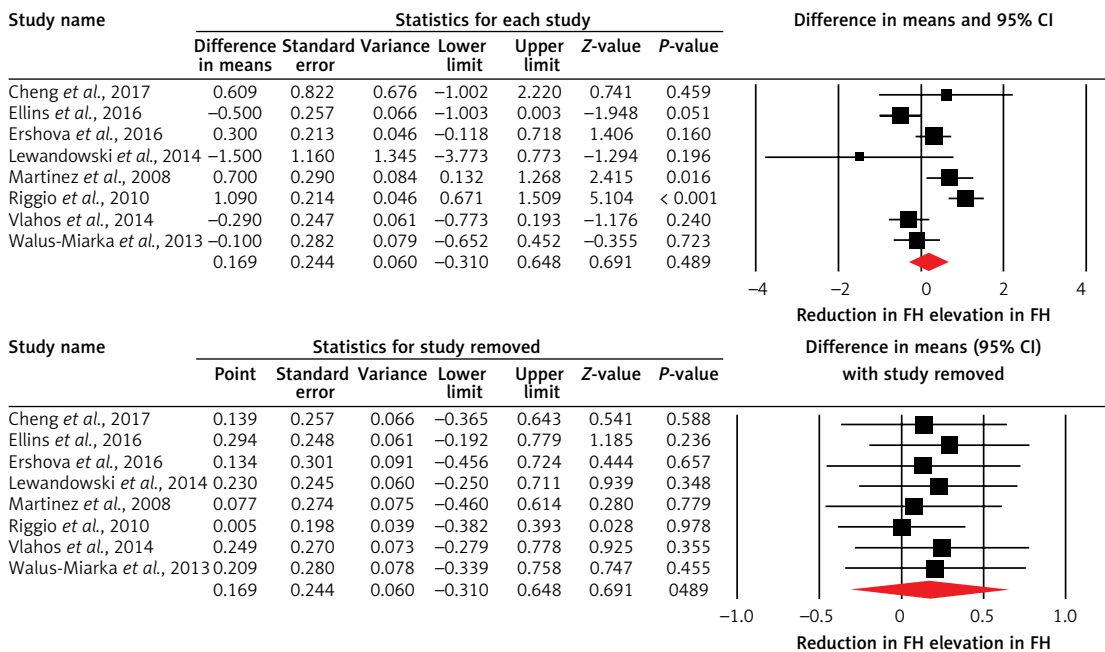 Study name Statistics for each study Difference in means and 95% CI
Difference Standard Variance Lower Upper Z-value P-value
in means error limit limit
Cheng et al., 2017 0.609 0.822 0.676 −1.002 2.220 0.741 0.459
Ellins et al., 2016 −0.500 0.257 0.066 −1.003 0.003 −1.948 0.051
Ershova et al., 2016 0.300 0.213 0.046 −0.118 0.718 1.406 0.160
Lewandowski et al., 2014 −1.500 1.160 1.345 −3.773 0.773 −1.294 0.196
Martinez et al., 2008 0.700 0.290 0.084 0.132 1.268 2.415 0.016
Riggio et al., 2010 1.090 0.214 0.046 0.671 1.509 5.104 < 0.001
Vlahos et al., 2014 −0.290 0.247 0.061 −0.773 0.193 −1.176 0.240
Walus-Miarka et al., 2013 −0.100 0.282 0.079 −0.652 0.452 −0.355 0.723
0.169 0.244 0.060 −0.310 0.648 0.691 0.489
−4 −2 0 2 4
Reduction in FH elevation in FH
Study name Statistics for study removed Difference in means (95% CI)
with study removed
Point Standard Variance Lower Upper Z-value P-value
error limit limit
Cheng et al., 2017 0.139 0.257 0.066 −0.365 0.643 0.541 0.588
Ellins et al., 2016 0.294 0.248 0.061 −0.192 0.779 1.185 0.236
Ershova et al., 2016 0.134 0.301 0.091 −0.456 0.724 0.444 0.657
Lewandowski et al., 2014 0.230 0.245 0.060 −0.250 0.711 0.939 0.348
Martinez et al., 2008 0.077 0.274 0.075 −0.460 0.614 0.280 0.779
Riggio et al., 2010 0.005 0.198 0.039 −0.382 0.393 0.028 0.978
Vlahos et al., 2014 0.249 0.270 0.073 −0.279 0.778 0.925 0.355
Walus-Miarka et al., 2013 0.209 0.280 0.078 −0.339 0.758 0.747 0.455
0.169 0.244 0.060 −0.310 0.648 0.691 0489
−1.0 −0.5 0 0.5 1.0
Reduction in FH elevation in FH